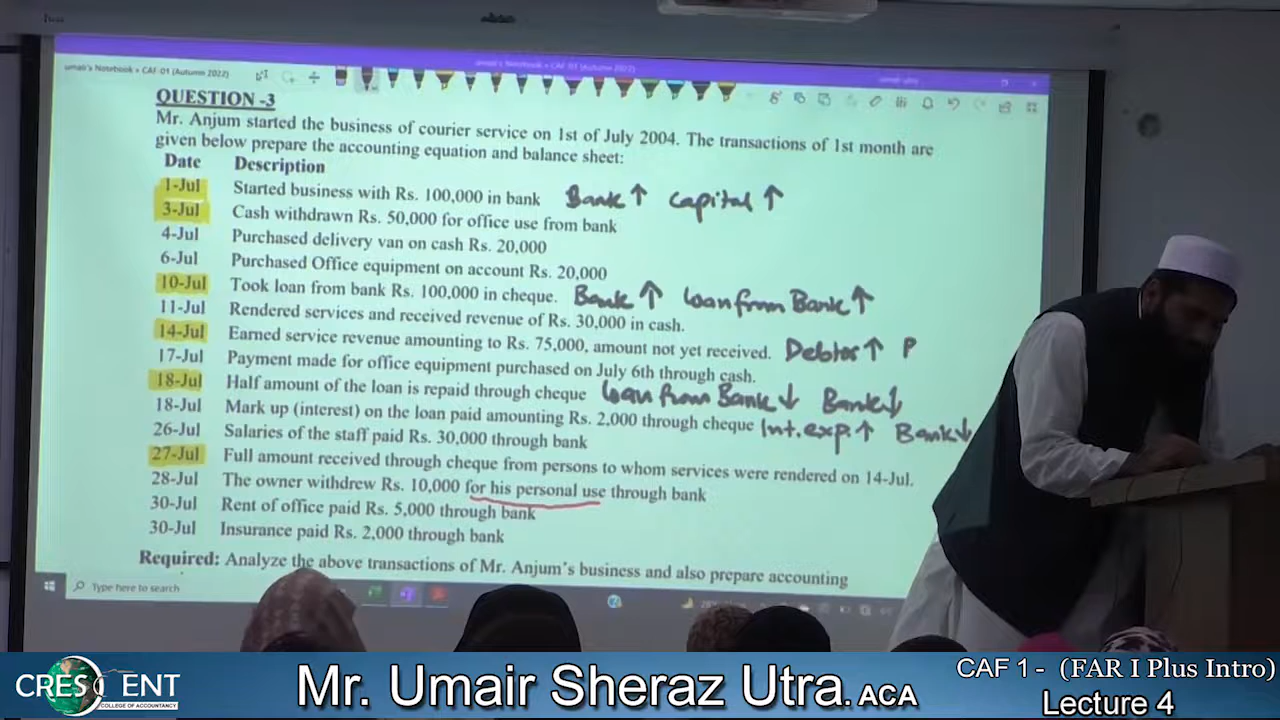 umair's Notebook » CAF-01 (Autumn 2022)
QUESTION -3
Mr. Anjum started the business of courier service on 1st of July 2004. The transactions of 1st month are
given below prepare the accounting equation and balance sheet:
Date Description
1-Jul Started business with Rs. 100,000 in bank Bank ↑ Capital ↑
3-Jul Cash withdrawn Rs. 50,000 for office use from bank
4-Jul Purchased delivery van on cash Rs. 20,000
6-Jul Purchased Office equipment on account Rs. 20,000
10-Jul Took loan from bank Rs. 100,000 in cheque. Bank ↑ Loan from Bank ↑
11-Jul Rendered services and received revenue of Rs. 30,000 in cash.
14-Jul Earned service revenue amounting to Rs. 75,000, amount not yet received. Debtor ↑ P
17-Jul Payment made for office equipment purchased on July 6th through cash.
18-Jul Half amount of the loan is repaid through cheque Loan from Bank ↓ Bank ↓
18-Jul Mark up (interest) on the loan paid amounting Rs. 2,000 through cheque Int. exp. ↑ Bank ↓
26-Jul Salaries of the staff paid Rs. 30,000 through bank
27-Jul Full amount received through cheque from persons to whom services were rendered on 14-Jul.
28-Jul The owner withdrew Rs. 10,000 for his personal use through bank
30-Jul Rent of office paid Rs. 5,000 through bank
30-Jul Insurance paid Rs. 2,000 through bank
Required: Analyze the above transactions of Mr. Anjum's business and also prepare accounting
Type here to search
CRESCENT
COLLEGE OF ACCOUNTANCY
Mr. Umair Sheraz Utra. ACA
CAF 1 - (FAR I Plus Intro)
Lecture 4